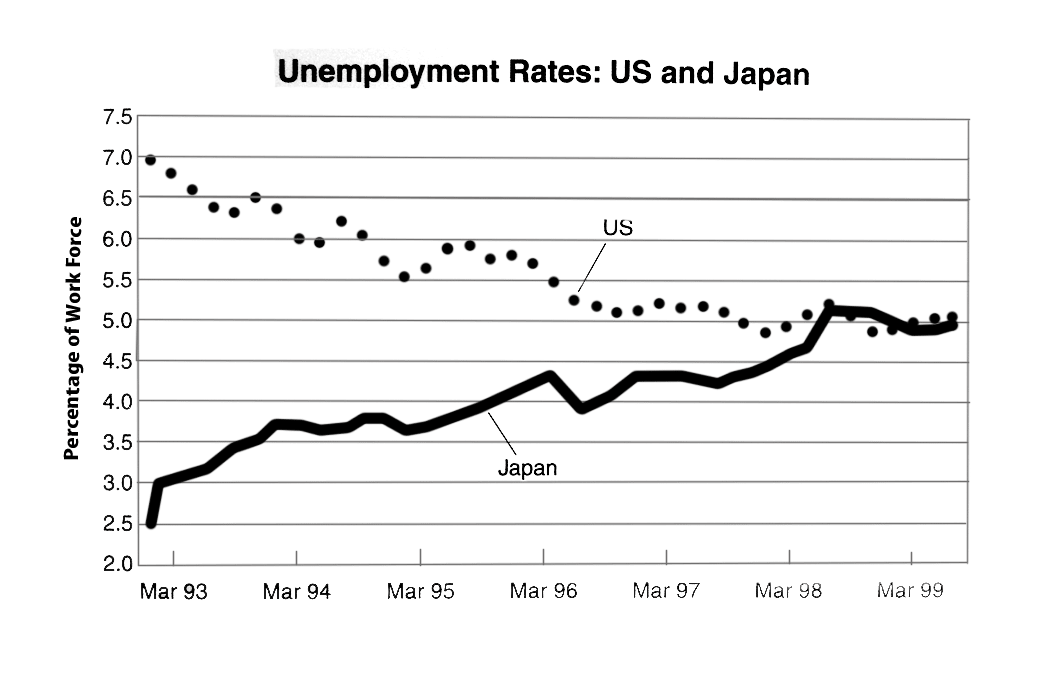 Unemployment Rates: US and Japan
Percentage of Work Force
7.5
7.0
6.5
6.0
5.5
5.0
4.5
4.0
3.5
3.0
2.5
2.0
US
Japan
Mar 93 Mar 94 Mar 95 Mar 96 Mar 97 Mar 98 Mar 99